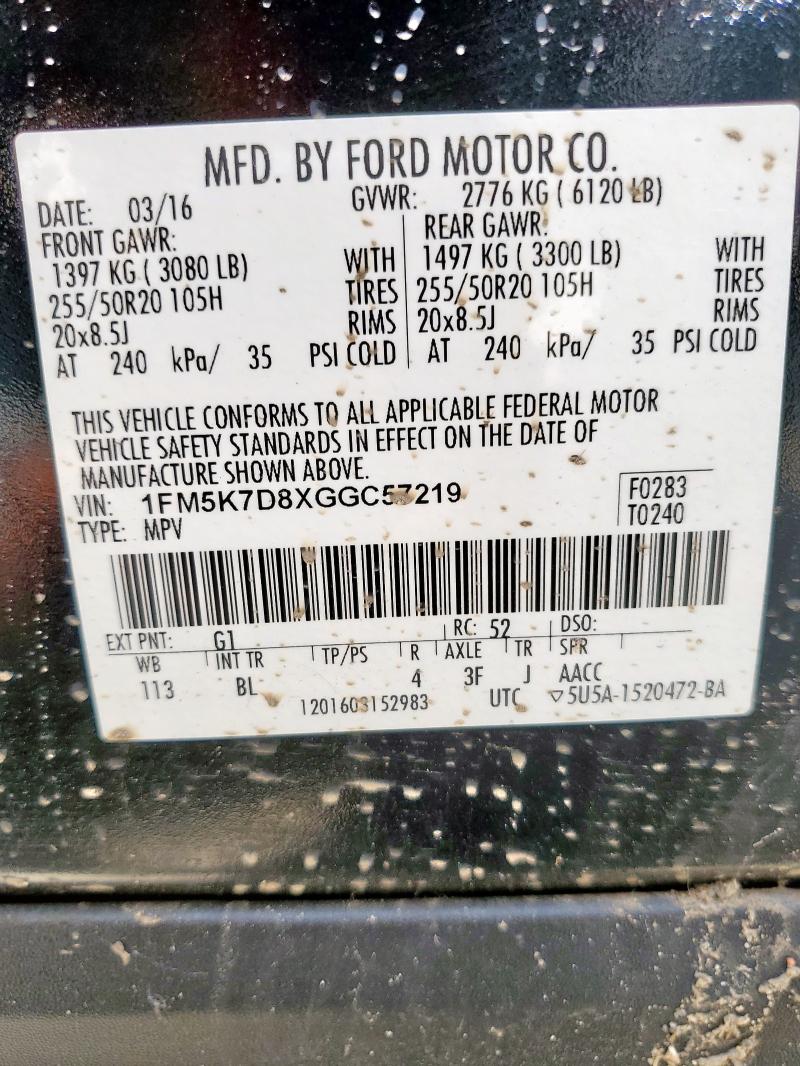 MFD. BY FORD MOTOR CO.
DATE: 03/16 GVWR: 2776 KG ( 6120 LB)
FRONT GAWR: REAR GAWR:
1397 KG ( 3080 LB) WITH 1497 KG ( 3300 LB) WITH
255/50R20 105H TIRES 255/50R20 105H TIRES
20x8.5J RIMS 20x8.5J RIMS
AT 240 kPa/ 35 PSI COLD AT 240 kPa/ 35 PSI COLD
THIS VEHICLE CONFORMS TO ALL APPLICABLE FEDERAL MOTOR
VEHICLE SAFETY STANDARDS IN EFFECT ON THE DATE OF
MANUFACTURE SHOWN ABOVE.
VIN: 1FM5K7D8XGGC57219 F0283
TYPE: MPV T0240
EXT PNT: G1 RC: 52 DSO:
WB INT TR TP/PS R AXLE TR SPR
113 BL 4 3F J AACC
1201603152983 UTC ▽5U5A-1520472-BA